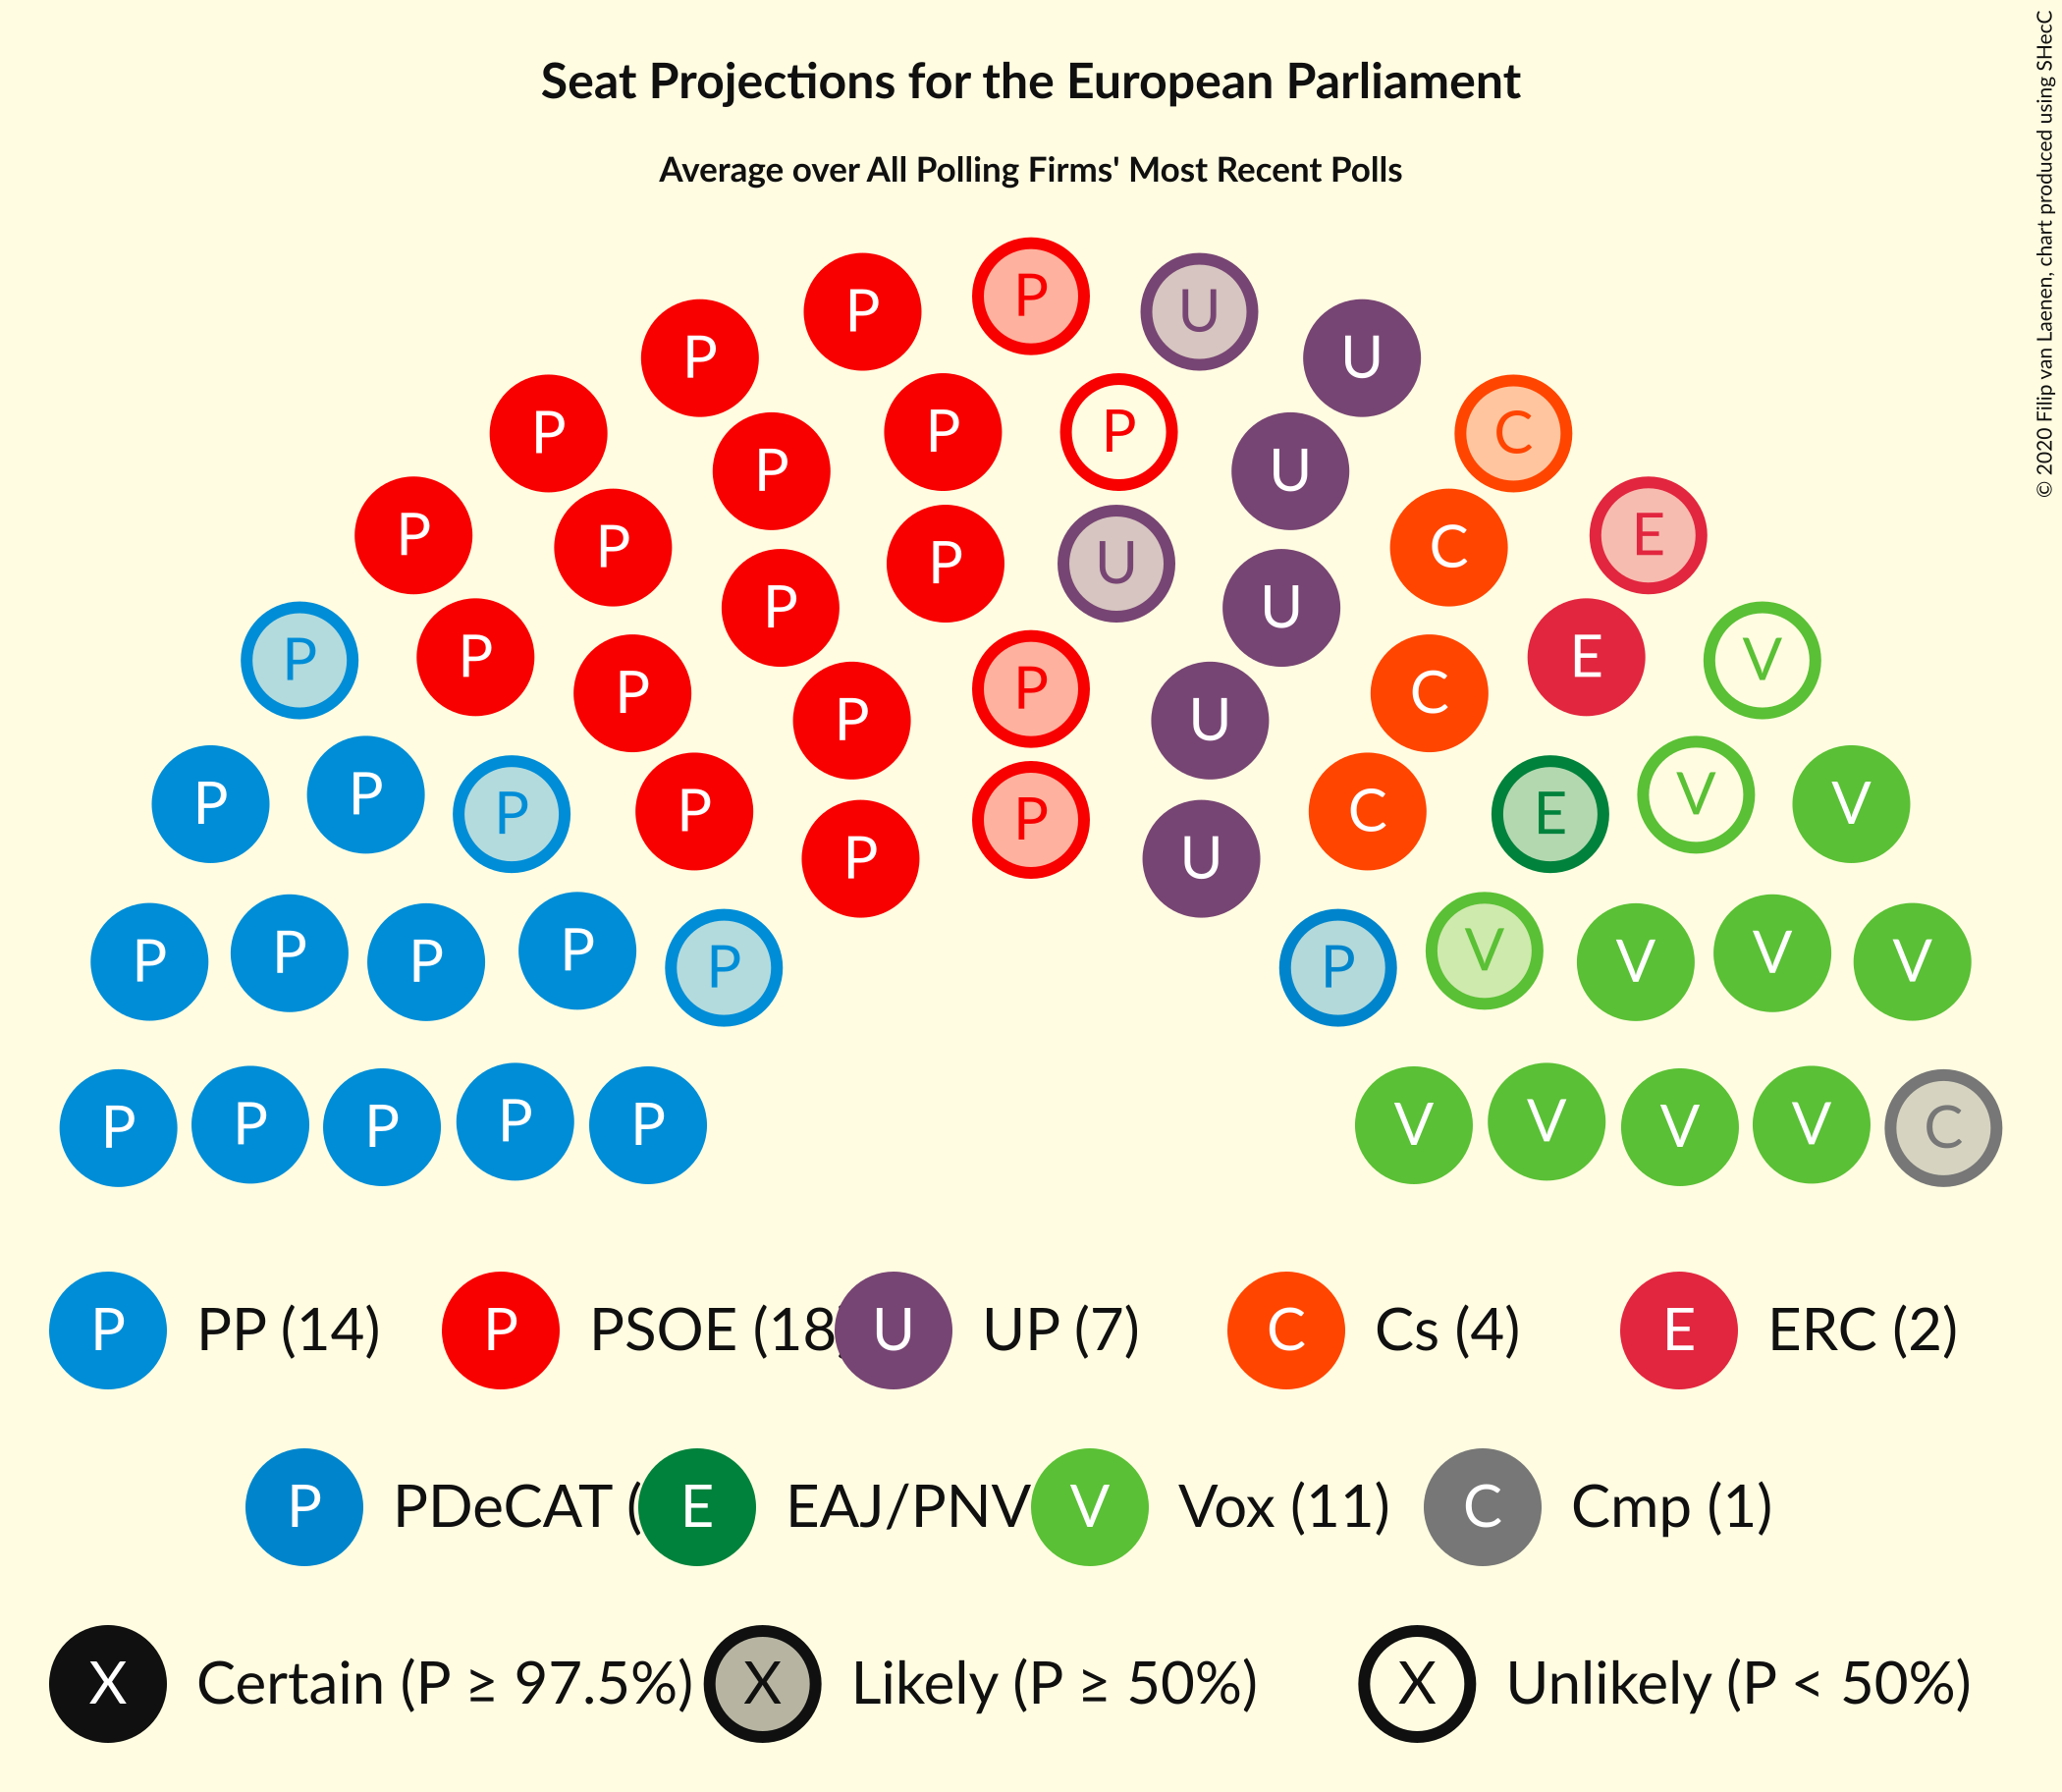 © 2020 Filip van Laenen, chart produced using SHecC
Seat Projections for the European Parliament
Average over All Polling Firms' Most Recent Polls
P P U
P U
P P P C
P U
P P P U C E
P U
P P E V
P P C
P U
P P P P P C E V V
P U
P P P P P P V V V V
P P P P P V V V V C
P PP (14) P PSOE (18 U UP (7) C Cs (4) E ERC (2)
P PDeCAT ( E EAJ/PNV V Vox (11) C Cmp (1)
X Certain (P ≥ 97.5%) X Likely (P ≥ 50%) X Unlikely (P < 50%)